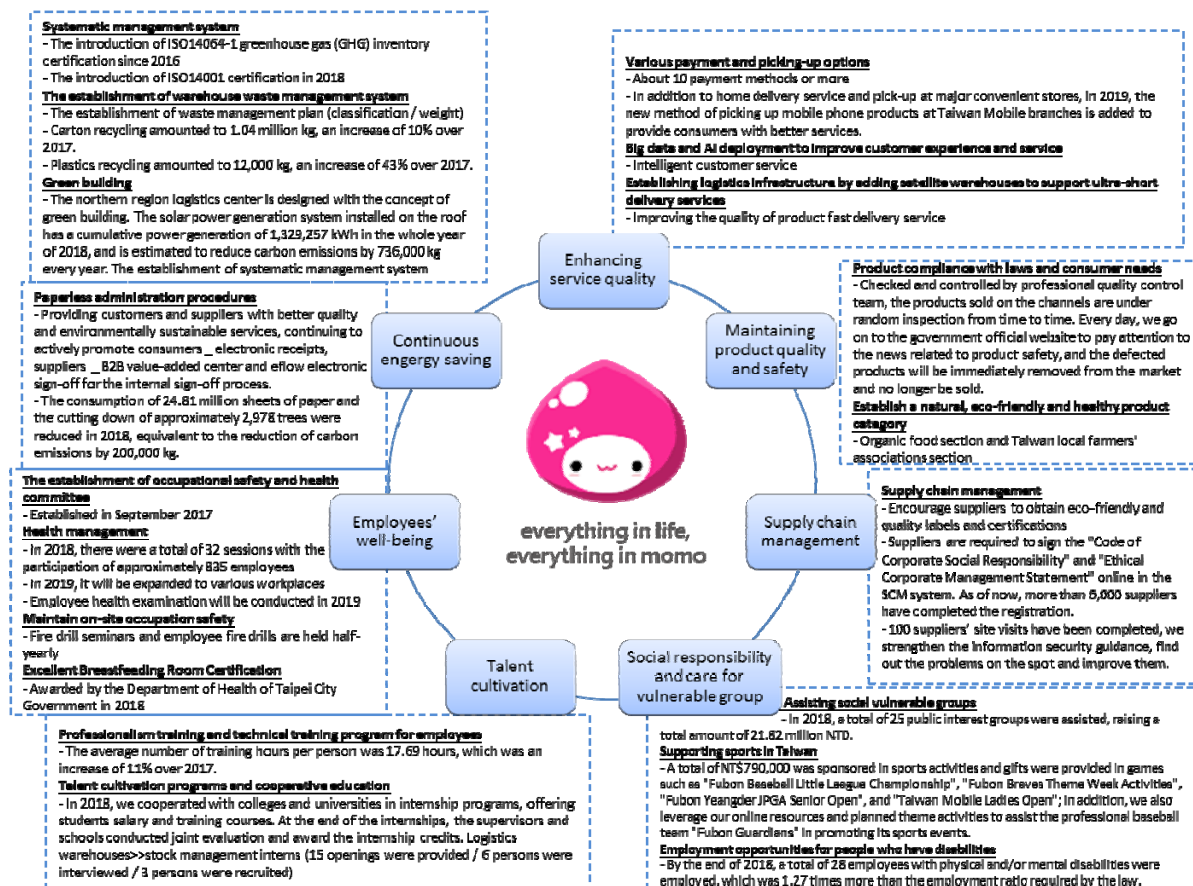 Systematic management system
- The introduction of ISO14064-1 greenhouse gas (GHG) inventory
certification since 2016
- The introduction of ISO14001 certification in 2018
The establishment of warehouse waste management system
- The establishment of waste management plan (classification / weight)
- Carton recycling amounted to 1.04 million kg, an increase of 10% over
2017.
- Plastics recycling amounted to 12,000 kg, an increase of 43% over 2017.
Green building
- The northern region logistics center is designed with the concept of
green building. The solar power generation system installed on the roof
has a cumulative power generation of 1,329,257 kWh in the whole year
of 2018, and is estimated to reduce carbon emissions by 736,000 kg
every year. The establishment of systematic management system
Various payment and picking-up options
- About 10 payment methods or more
- In addition to home delivery service and pick-up at major convenient stores, in 2019, the
new method of picking up mobile phone products at Taiwan Mobile branches is added to
provide consumers with better services.
Big data and AI deployment to improve customer experience and service
- Intelligent customer service
Establishing logistics infrastructure by adding satellite warehouses to support ultra-short
delivery services
- Improving the quality of product fast delivery service
Enhancing
service quality
Paperless administration procedures
- Providing customers and suppliers with better quality
and environmentally sustainable services, continuing to
actively promote consumers _ electronic receipts,
suppliers _ B2B value-added center and eflow electronic
sign-off for the internal sign-off process.
- The consumption of 24.81 million sheets of paper and
the cutting down of approximately 2,978 trees were
reduced in 2018, equivalent to the reduction of carbon
emissions by 200,000 kg.
Continuous
engergy saving
Maintaining
product quality
and safety
Product compliance with laws and consumer needs
- Checked and controlled by professional quality control
team, the products sold on the channels are under
random inspection from time to time. Every day, we go
on to the government official website to pay attention to
the news related to product safety, and the defected
products will be immediately removed from the market
and no longer be sold.
Establish a natural, eco-friendly and healthy product
category
- Organic food section and Taiwan local farmers'
associations section
The establishment of occupational safety and health
committee
- Established in September 2017
Health management
- In 2018, there were a total of 32 sessions with the
participation of approximately 835 employees
- In 2019, it will be expanded to various workplaces
- Employee health examination will be conducted in 2019
Maintain on-site occupation safety
- Fire drill seminars and employee fire drills are held half-
yearly
Excellent Breastfeeding Room Certification
- Awarded by the Department of Health of Taipei City
Government in 2018
Employees'
well-being
everything in life,
everything in momo
Supply chain
management
Supply chain management
- Encourage suppliers to obtain eco-friendly and
quality labels and certifications
- Suppliers are required to sign the "Code of
Corporate Social Responsibility" and "Ethical
Corporate Management Statement" online in the
SCM system. As of now, more than 6,000 suppliers
have completed the registration.
- 100 suppliers' site visits have been completed, we
strengthen the information security guidance, find
out the problems on the spot and improve them.
Talent
cultivation
Social responsibility
and care for
vulnerable group
Professionalism training and technical training program for employees
- The average number of training hours per person was 17.69 hours, which was an
increase of 11% over 2017.
Talent cultivation programs and cooperative education
- In 2018, we cooperated with colleges and universities in internship programs, offering
students salary and training courses. At the end of the internships, the supervisors and
schools conducted joint evaluation and award the internship credits. Logistics
warehouses>>stock management interns (15 openings were provided / 6 persons were
interviewed / 3 persons were recruited)
Assisting social vulnerable groups
- In 2018, a total of 25 public interest groups were assisted, raising a
total amount of 21.82 million NTD.
Supporting sports in Taiwan
- A total of NT$790,000 was sponsored in sports activities and gifts were provided in games
such as "Fubon Baseball Little League Championship", "Fubon Braves Theme Week Activities",
"Fubon Yeangder JPGA Senior Open", and "Taiwan Mobile Ladies Open"; In addition, we also
leverage our online resources and planned theme activities to assist the professional baseball
team "Fubon Guardians" in promoting its sports events.
Employment opportunities for people who have disabilities
- By the end of 2018, a total of 28 employees with physical and/or mental disabilities were
employed, which was 1.27 times more than the employment ratio required by the law.